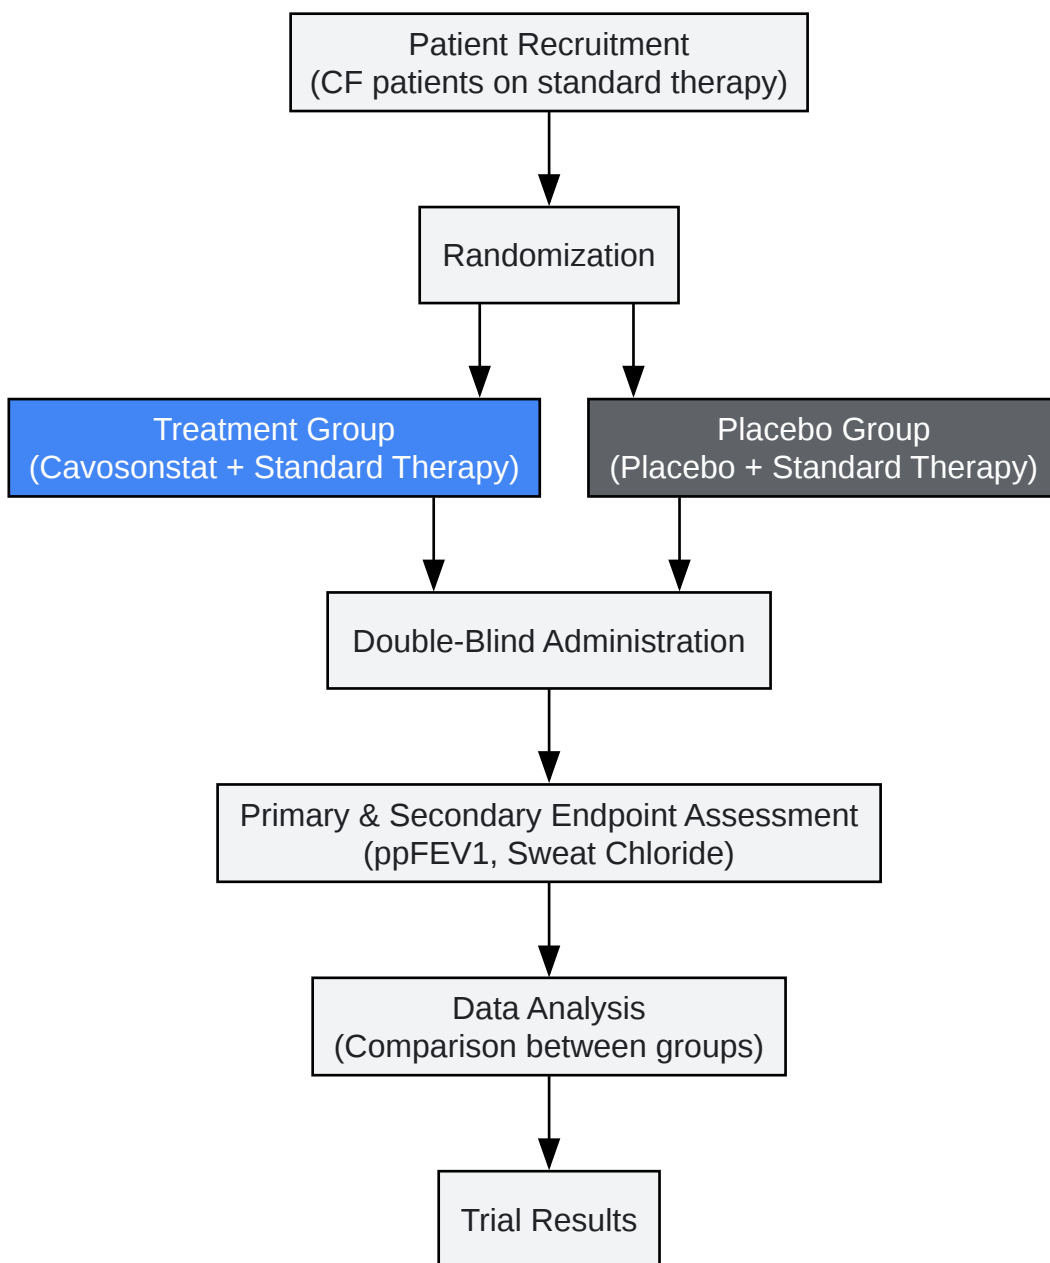 Patient Recruitment
(CF patients on standard therapy)
Randomization
Treatment Group
(Cavosonstat + Standard Therapy)
Placebo Group
(Placebo + Standard Therapy)
Double-Blind Administration
Primary & Secondary Endpoint Assessment
(ppFEV1, Sweat Chloride)
Data Analysis
(Comparison between groups)
Trial Results